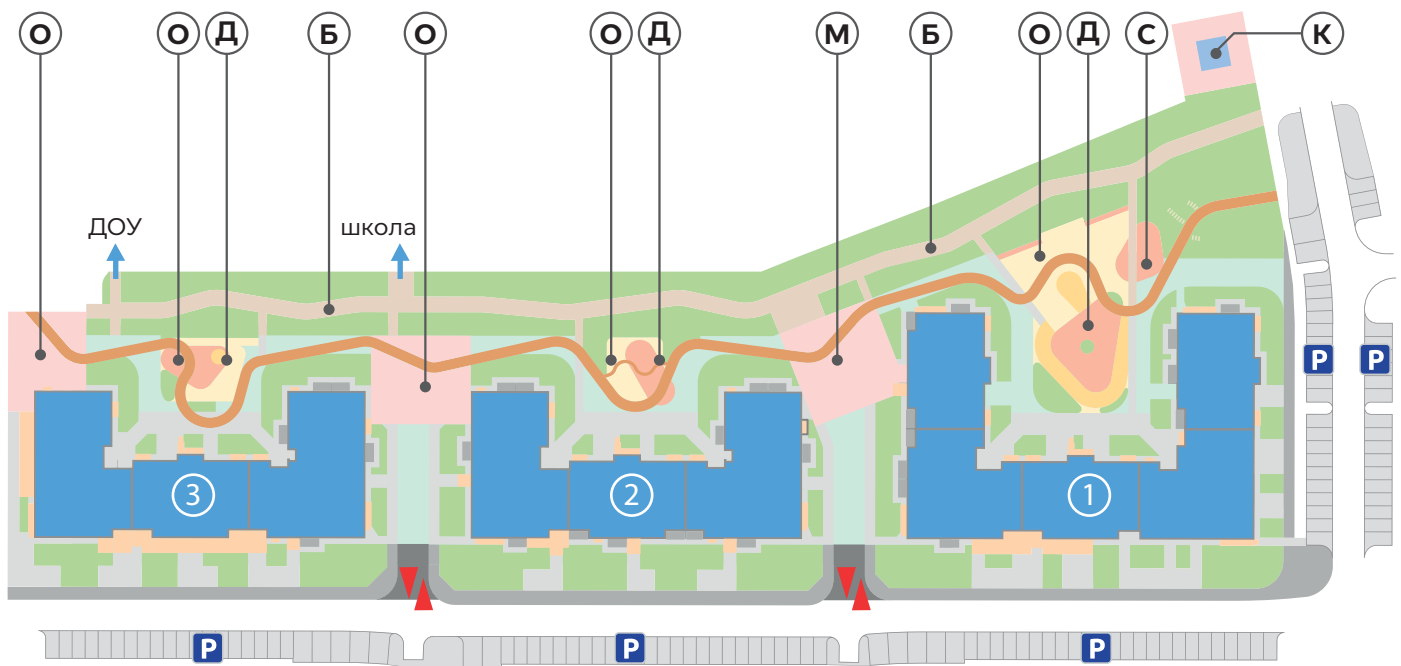 О О Д Б О О Д М Б О Д С К
ДОУ
школа
3 2 1
Р Р
Р Р Р